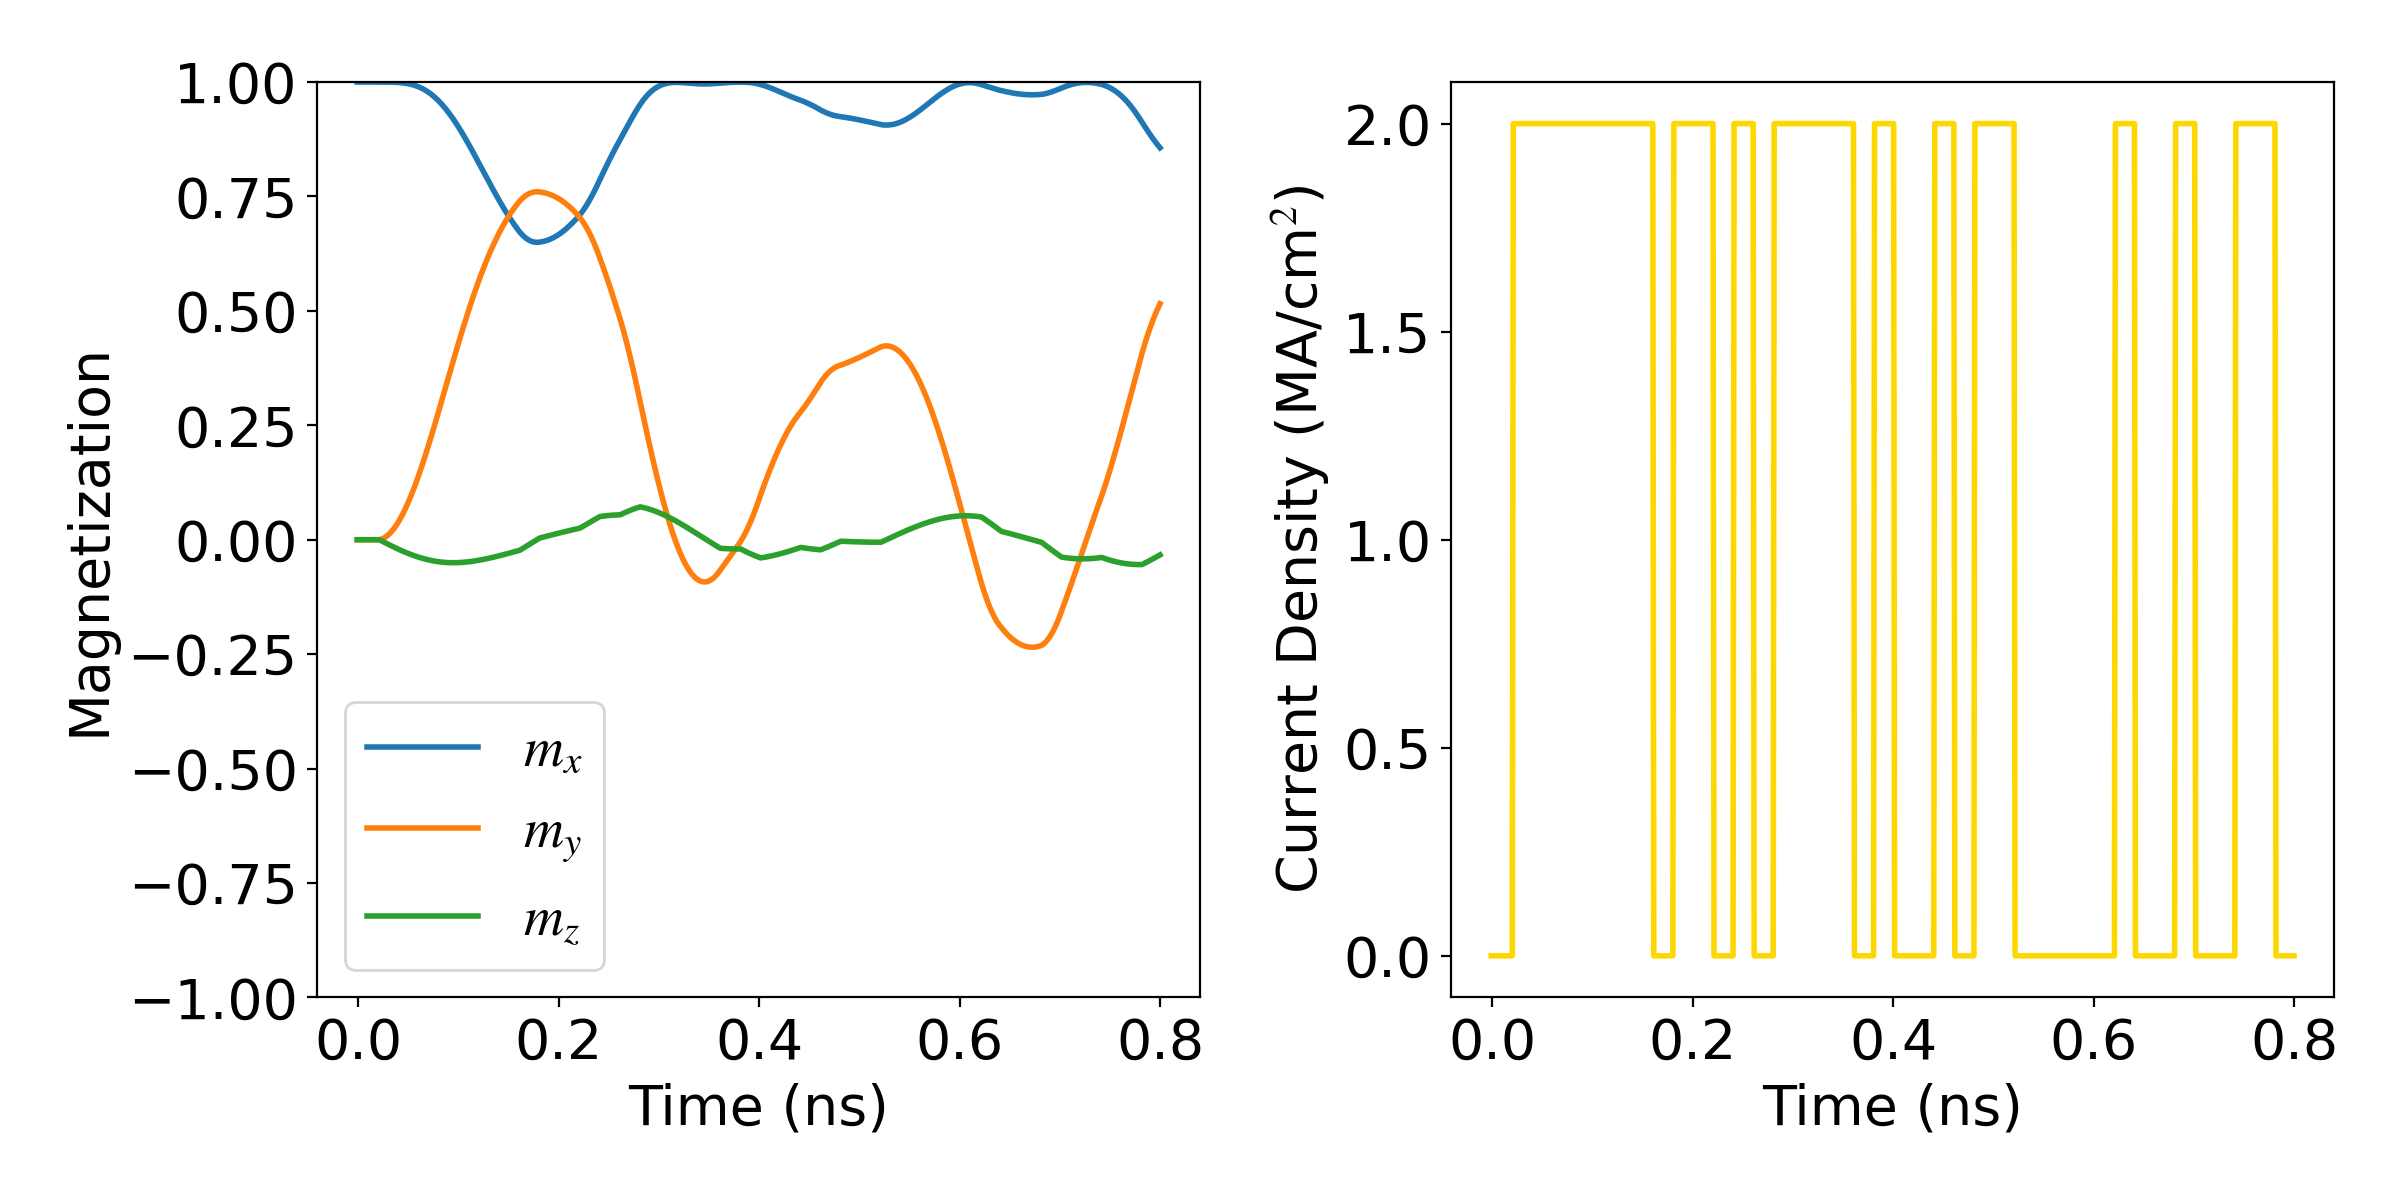 Magnetization
1.00
0.75
0.50
0.25
0.00
−0.25
−0.50
−0.75
−1.00
m_x
m_y
m_z
0.0 0.2 0.4 0.6 0.8
Time (ns)
Current Density (MA/cm²)
2.0
1.5
1.0
0.5
0.0
0.0 0.2 0.4 0.6 0.8
Time (ns)